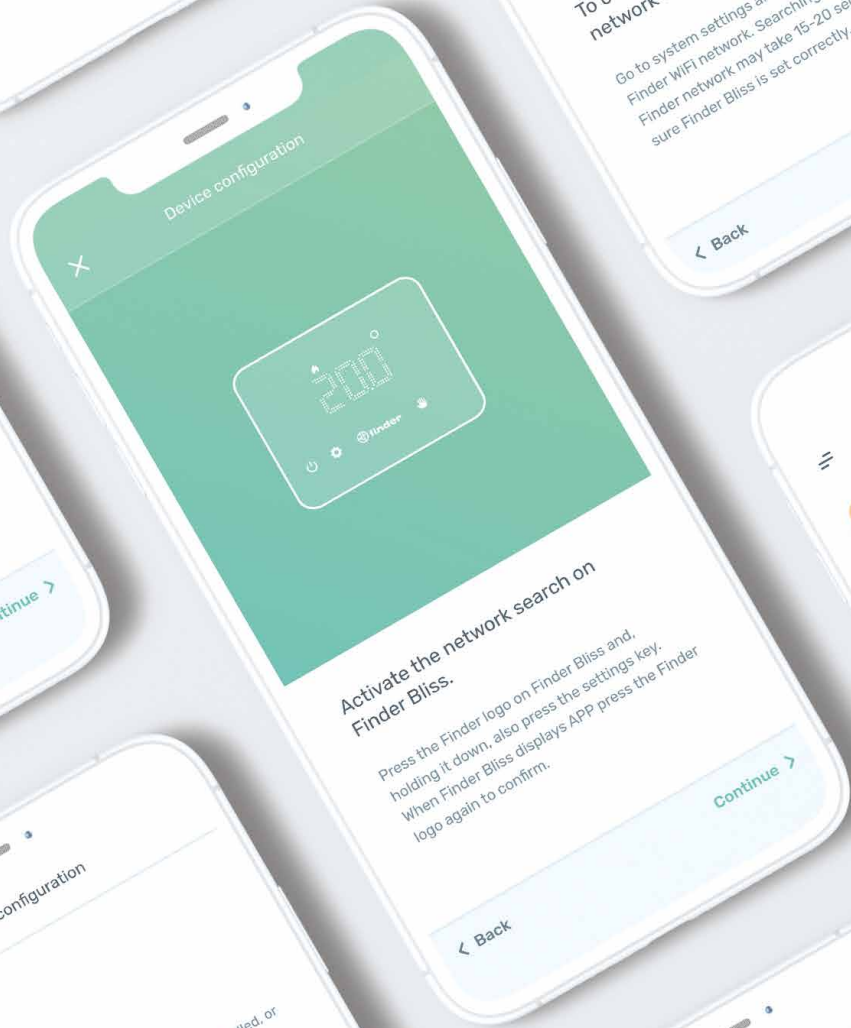 To
network
Go to system settings
Finder WiFi network. Searching
Finder network may take 15-20
sure Finder Bliss is set correctly.
Back
Device configuration
200
finder
Activate the network search on
Finder Bliss.
Press the Finder logo on Finder Bliss and,
holding it down, also press the settings key.
When Finder Bliss displays APP press the Finder
logo again to confirm.
Continue
Back
tinue
configuration
led, or